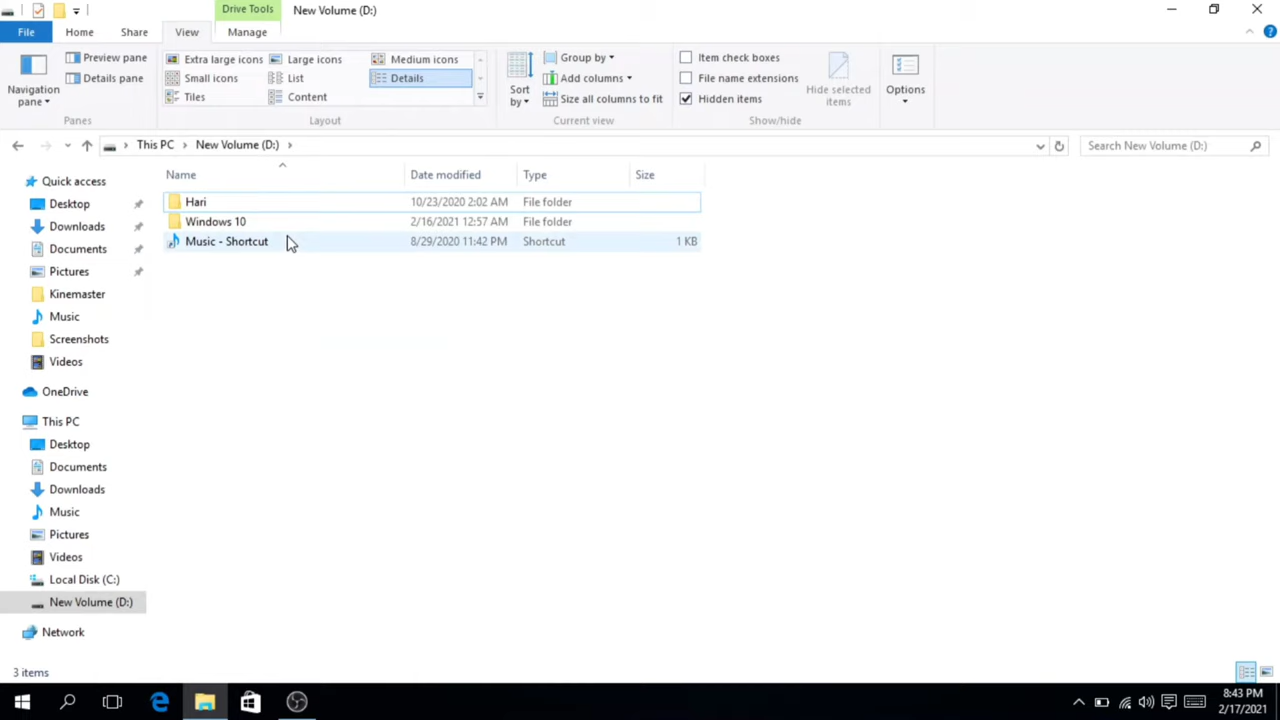 Drive Tools New Volume (D:)
File Home Share View Manage
Preview pane
Details pane
Navigation pane
Panes
Extra large icons Large icons Medium icons
Small icons List Details
Tiles Content
Layout
Sort by
Group by
Add columns
Size all columns to fit
Current view
Item check boxes
File name extensions
Hidden items
Hide selected items
Show/hide
Options
This PC New Volume (D:)
Search New Volume (D:)
Name Date modified Type Size
Hari 10/23/2020 2:02 AM File folder
Windows 10 2/16/2021 12:57 AM File folder
Music - Shortcut 8/29/2020 11:42 PM Shortcut 1 KB
Quick access
Desktop
Downloads
Documents
Pictures
Kinemaster
Music
Screenshots
Videos
OneDrive
This PC
Desktop
Documents
Downloads
Music
Pictures
Videos
Local Disk (C:)
New Volume (D:)
Network
3 items
8:43 PM
2/17/2021